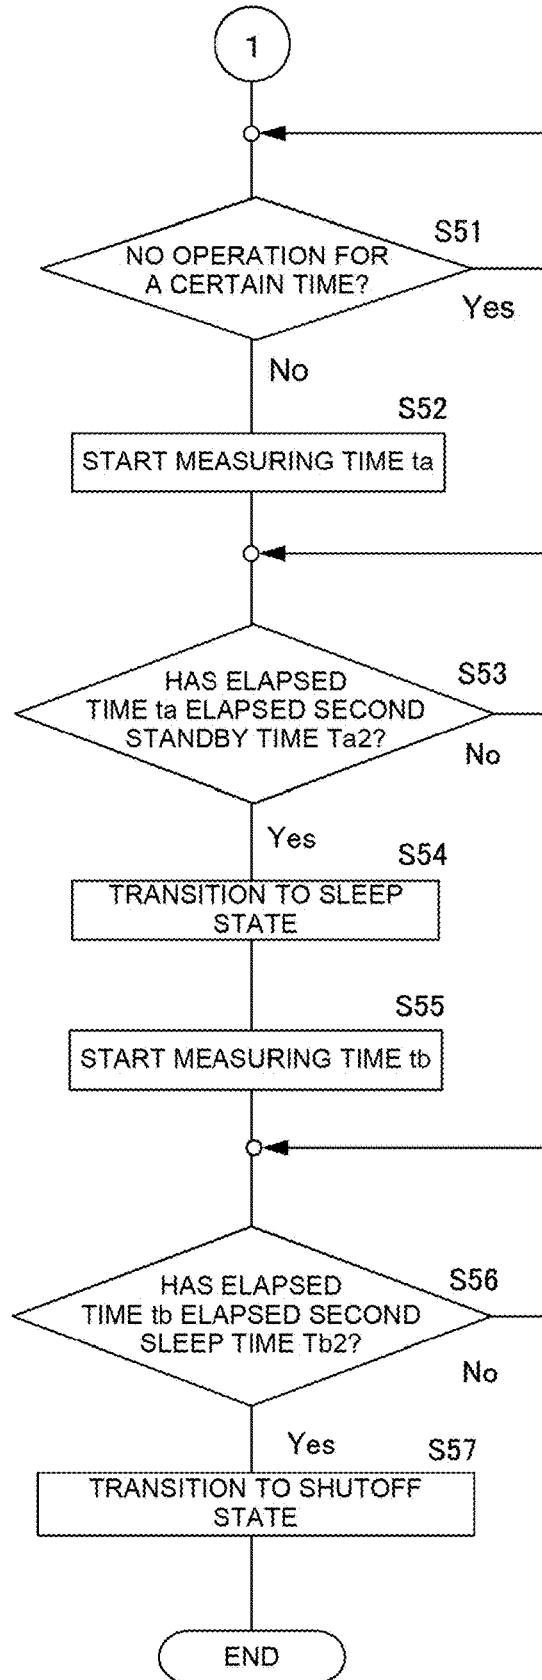 1
S51
NO OPERATION FOR
A CERTAIN TIME?
Yes
No
S52
START MEASURING TIME ta
S53
HAS ELAPSED
TIME ta ELAPSED SECOND
STANDBY TIME Ta2?
No
Yes
S54
TRANSITION TO SLEEP
STATE
S55
START MEASURING TIME tb
S56
HAS ELAPSED
TIME tb ELAPSED SECOND
SLEEP TIME Tb2?
No
Yes
S57
TRANSITION TO SHUTOFF
STATE
END